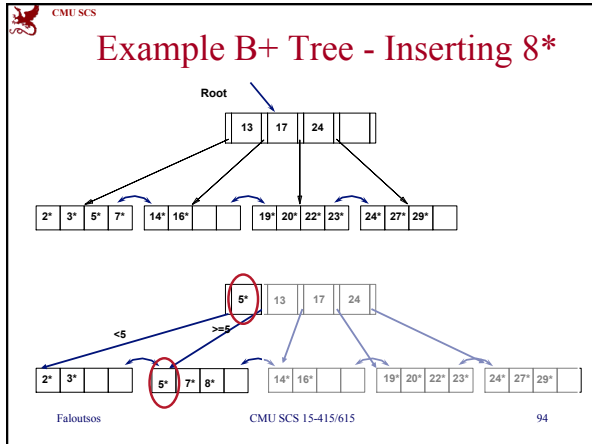 CMU SCS
Example B+ Tree - Inserting 8*
Root
13 17 24
2* 3* 5* 7* 14* 16* 19* 20* 22* 23* 24* 27* 29*
5* 13 17 24
<5 >=5
2* 3* 5* 7* 8* 14* 16* 19* 20* 22* 23* 24* 27* 29*
Faloutsos CMU SCS 15-415/615 94